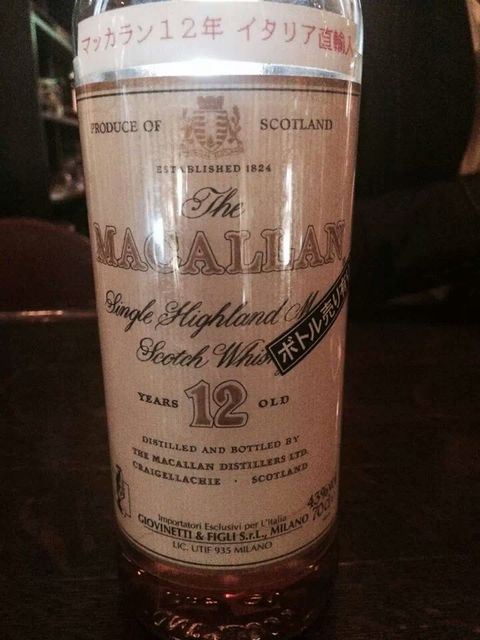 マッカラン12年 イタリア直輸入
PRODUCE OF SCOTLAND
ESTABLISHED 1824
The
MACALLAN
Single Highland
Scotch
ボトル売り
YEARS 12 OLD
DISTILLED AND BOTTLED BY
THE MACALLAN DISTILLERS LTD.
CRAIGELLACHIE · SCOTLAND
43%
70
Importatori Esclusivi per L'Italia
GIOVINETTI & FIGLI S.r.L., MILANO
LIC. UTIF 935 MILANO